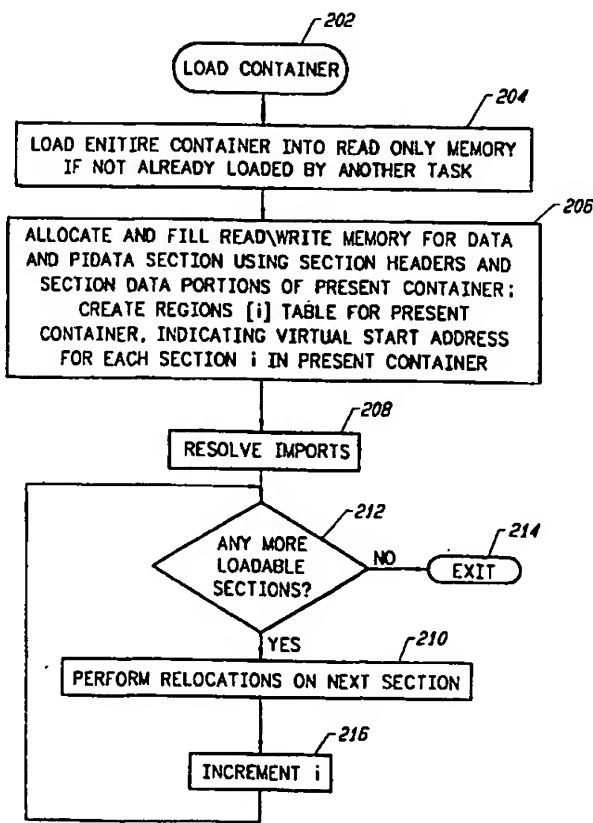 202
LOAD CONTAINER
204
LOAD ENITIRE CONTAINER INTO READ ONLY MEMORY
IF NOT ALREADY LOADED BY ANOTHER TASK
206
ALLOCATE AND FILL READ\WRITE MEMORY FOR DATA
AND PIDATA SECTION USING SECTION HEADERS AND
SECTION DATA PORTIONS OF PRESENT CONTAINER;
CREATE REGIONS [i] TABLE FOR PRESENT
CONTAINER, INDICATING VIRTUAL START ADDRESS
FOR EACH SECTION i IN PRESENT CONTAINER
208
RESOLVE IMPORTS
212
ANY MORE
LOADABLE
SECTIONS?
NO
214
EXIT
YES
210
PERFORM RELOCATIONS ON NEXT SECTION
216
INCREMENT i